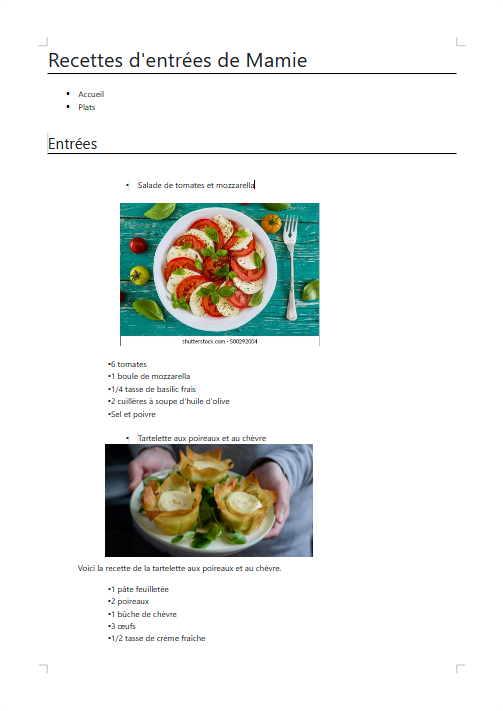 Recettes d'entrées de Mamie
• Accueil
• Plats
Entrées
• Salade de tomates et mozzarella
shutterstock.com · 500292004
•6 tomates
•1 boule de mozzarella
•1/4 tasse de basilic frais
•2 cuillères à soupe d'huile d'olive
•Sel et poivre
• Tartelette aux poireaux et au chèvre
Voici la recette de la tartelette aux poireaux et au chèvre.
•1 pâte feuilletée
•2 poireaux
•1 bûche de chèvre
•3 œufs
•1/2 tasse de crème fraîche